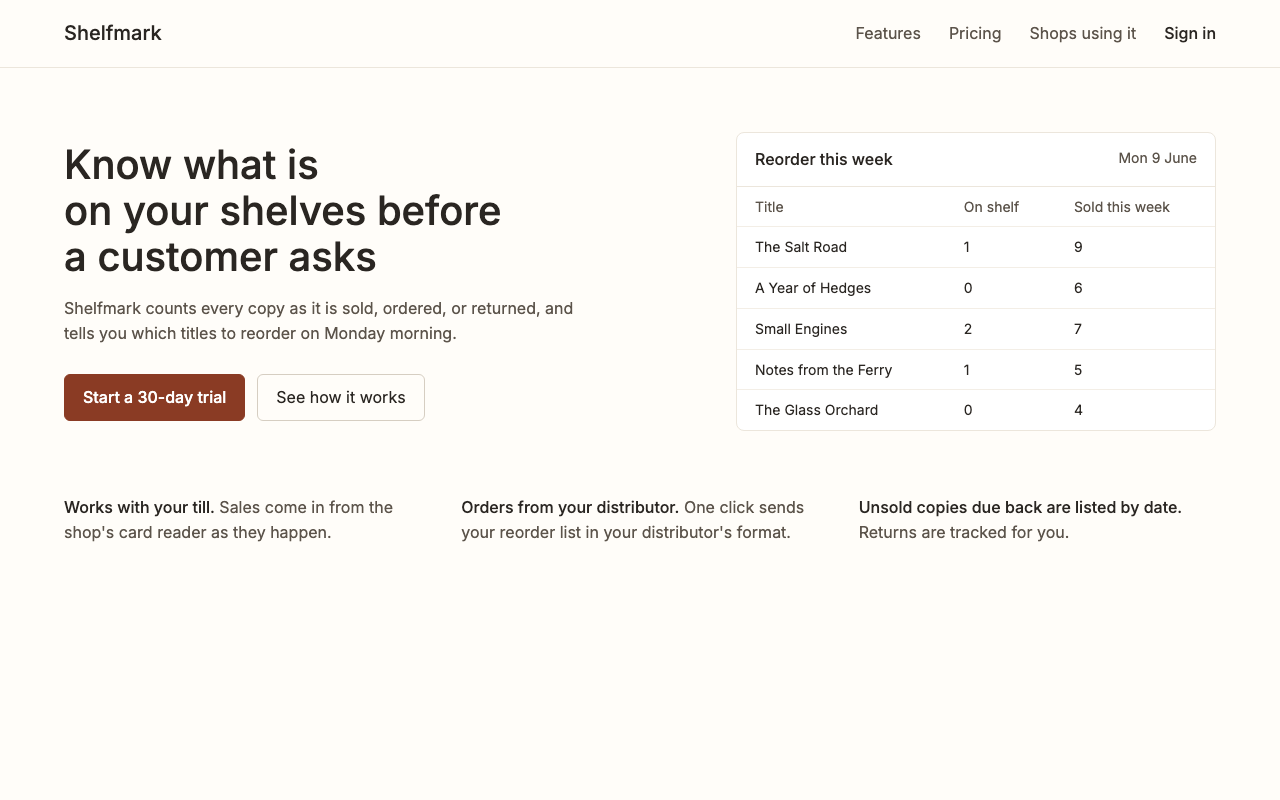 Shelfmark
Features Pricing Shops using it Sign in
Know what is
on your shelves before
a customer asks
Shelfmark counts every copy as it is sold, ordered, or returned, and
tells you which titles to reorder on Monday morning.
Start a 30-day trial See how it works
Reorder this week Mon 9 June
Title On shelf Sold this week
The Salt Road 1 9
A Year of Hedges 0 6
Small Engines 2 7
Notes from the Ferry 1 5
The Glass Orchard 0 4
Works with your till. Sales come in from the
shop's card reader as they happen.
Orders from your distributor. One click sends
your reorder list in your distributor's format.
Unsold copies due back are listed by date.
Returns are tracked for you.